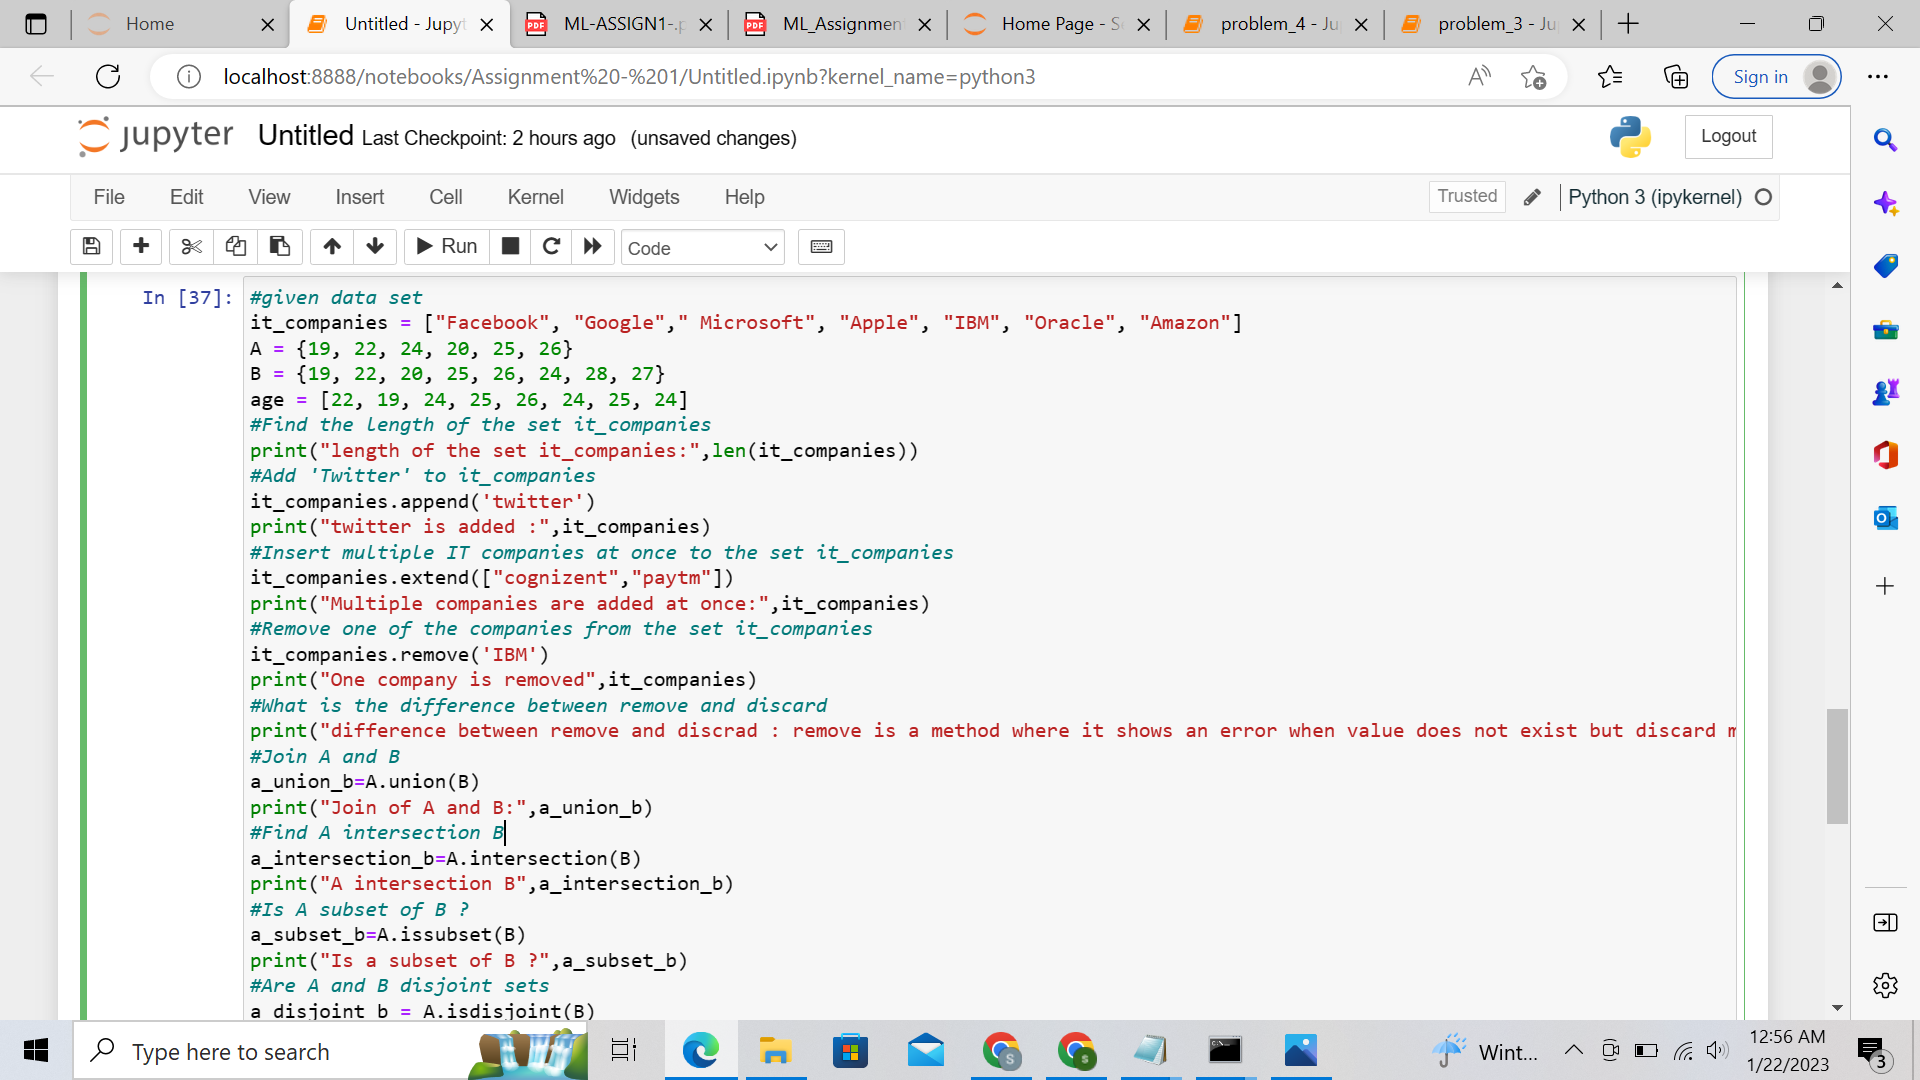 Home
Untitled - Jupyt
ML-ASSIGN1-.p
ML_Assignmen
Home Page - S
problem_4 - Ju
problem_3 - Ju
localhost:8888/notebooks/Assignment%20-%201/Untitled.ipynb?kernel_name=python3
Sign in
jupyter Untitled Last Checkpoint: 2 hours ago (unsaved changes)
Logout
File Edit View Insert Cell Kernel Widgets Help
Trusted Python 3 (ipykernel)
Run Code
In [37]: #given data set
it_companies = ["Facebook", "Google"," Microsoft", "Apple", "IBM", "Oracle", "Amazon"]
A = {19, 22, 24, 20, 25, 26}
B = {19, 22, 20, 25, 26, 24, 28, 27}
age = [22, 19, 24, 25, 26, 24, 25, 24]
#Find the length of the set it_companies
print("length of the set it_companies:",len(it_companies))
#Add 'Twitter' to it_companies
it_companies.append('twitter')
print("twitter is added :",it_companies)
#Insert multiple IT companies at once to the set it_companies
it_companies.extend(["cognizent","paytm"])
print("Multiple companies are added at once:",it_companies)
#Remove one of the companies from the set it_companies
it_companies.remove('IBM')
print("One company is removed",it_companies)
#What is the difference between remove and discard
print("difference between remove and discrad : remove is a method where it shows an error when value does not exist but discard m
#Join A and B
a_union_b=A.union(B)
print("Join of A and B:",a_union_b)
#Find A intersection B
a_intersection_b=A.intersection(B)
print("A intersection B",a_intersection_b)
#Is A subset of B ?
a_subset_b=A.issubset(B)
print("Is a subset of B ?",a_subset_b)
#Are A and B disjoint sets
a_disjoint_b = A.isdisjoint(B)
Type here to search
Wint...
12:56 AM
1/22/2023
3